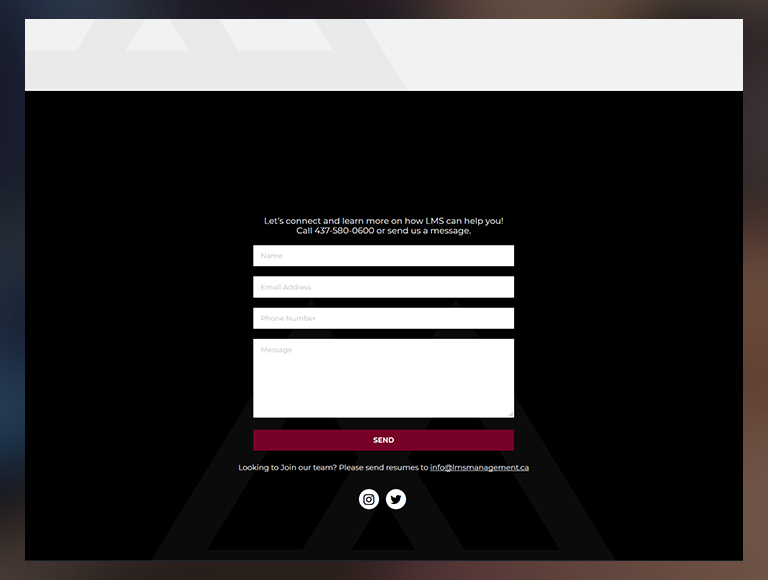 Let's connect and learn more on how LMS can help you!
Call 437-580-0600 or send us a message.
Name
Email Address
Phone Number
Message
SEND
Looking to Join our team? Please send resumes to info@lmsmanagement.ca